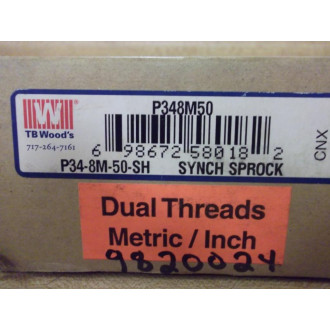 P348M50
TB Wood's
717-264-7161
6 98672 58018 2
P34-8M-50-SH SYNCH SPROCK
CNX
Dual Threads
Metric / Inch
9820024